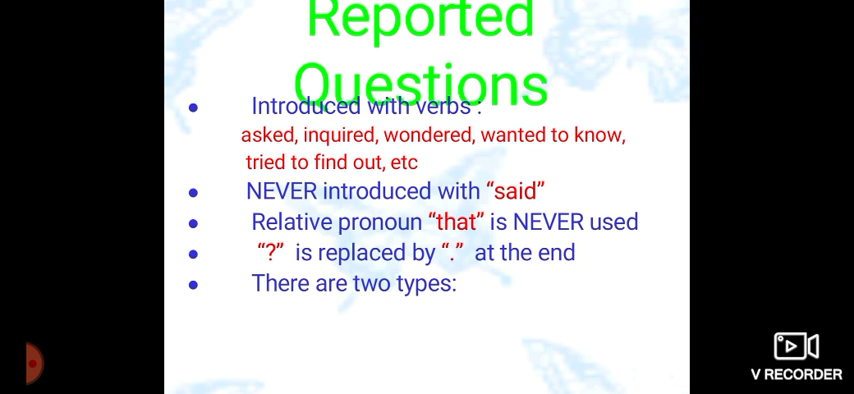 Reported
Questions
• Introduced with verbs :
asked, inquired, wondered, wanted to know,
tried to find out, etc
• NEVER introduced with “said”
• Relative pronoun “that” is NEVER used
• “?” is replaced by “.” at the end
• There are two types:
V RECORDER